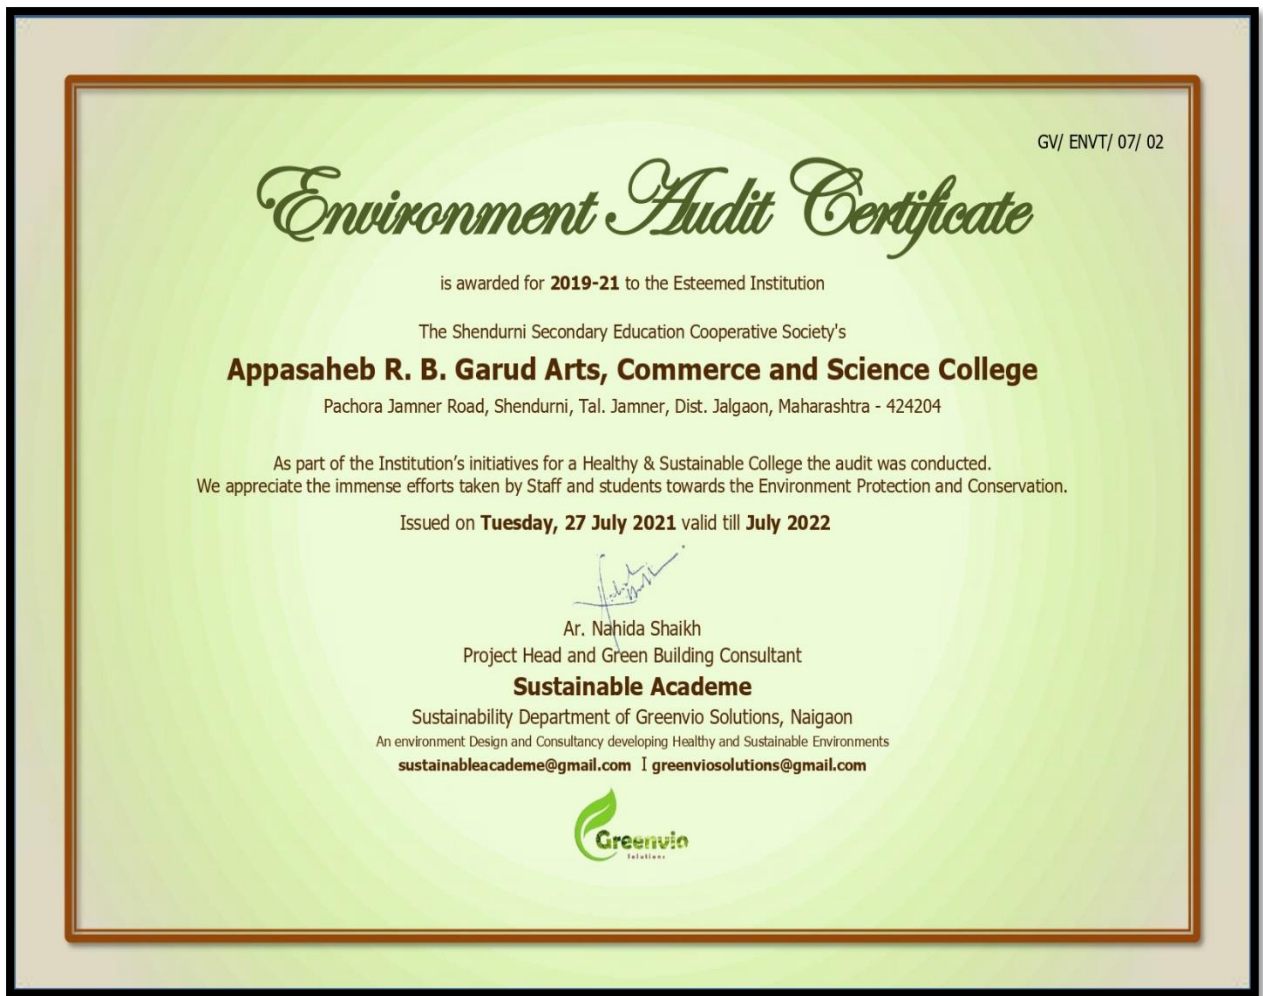 GV/ ENVT/ 07/ 02
Environment Audit Certificate
is awarded for 2019-21 to the Esteemed Institution
The Shendurni Secondary Education Cooperative Society's
Appasaheb R. B. Garud Arts, Commerce and Science College
Pachora Jamner Road, Shendurni, Tal. Jamner, Dist. Jalgaon, Maharashtra - 424204
As part of the Institution's initiatives for a Healthy & Sustainable College the audit was conducted.
We appreciate the immense efforts taken by Staff and students towards the Environment Protection and Conservation.
Issued on Tuesday, 27 July 2021 valid till July 2022
Ar. Nahida Shaikh
Project Head and Green Building Consultant
Sustainable Academe
Sustainability Department of Greenvio Solutions, Naigaon
An environment Design and Consultancy developing Healthy and Sustainable Environments
sustainableacademe@gmail.com I greenviosolutions@gmail.com
Greenvio
Solutions